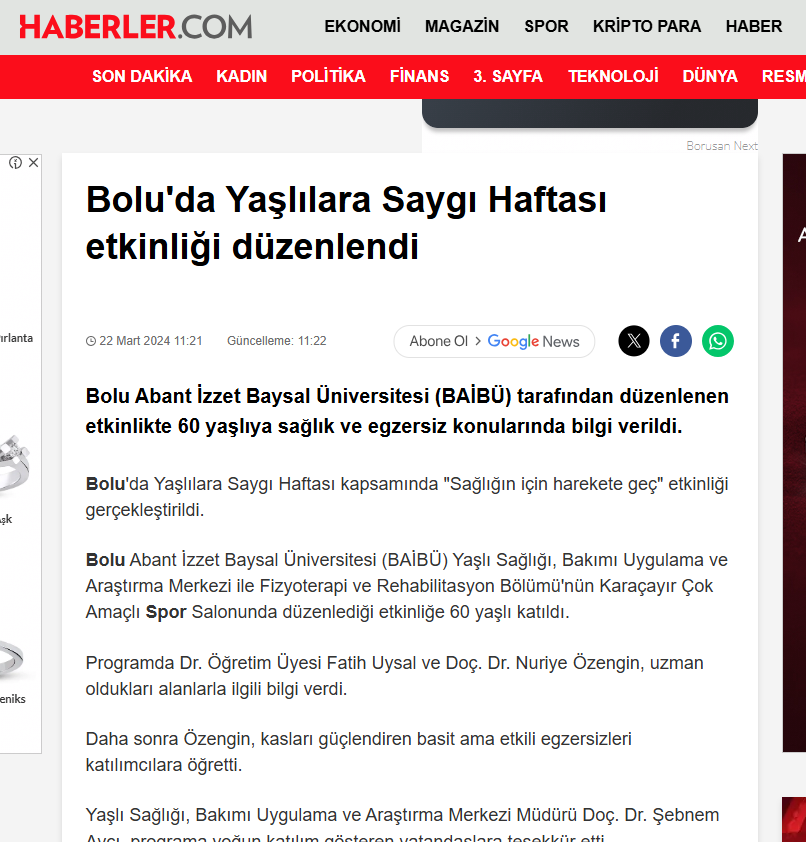 HABERLER.COM
EKONOMİ MAGAZİN SPOR KRİPTO PARA HABER
SON DAKİKA KADIN POLİTİKA FİNANS 3. SAYFA TEKNOLOJİ DÜNYA RESM
Borusan Next
Bolu'da Yaşlılara Saygı Haftası
etkinliği düzenlendi
22 Mart 2024 11:21 Güncelleme: 11:22
Abone Ol > Google News
Bolu Abant İzzet Baysal Üniversitesi (BAİBÜ) tarafından düzenlenen
etkinlikte 60 yaşlıya sağlık ve egzersiz konularında bilgi verildi.
Bolu'da Yaşlılara Saygı Haftası kapsamında "Sağlığın için harekete geç" etkinliği
gerçekleştirildi.
Bolu Abant İzzet Baysal Üniversitesi (BAİBÜ) Yaşlı Sağlığı, Bakımı Uygulama ve
Araştırma Merkezi ile Fizyoterapi ve Rehabilitasyon Bölümü'nün Karaçayır Çok
Amaçlı Spor Salonunda düzenlediği etkinliğe 60 yaşlı katıldı.
Programda Dr. Öğretim Üyesi Fatih Uysal ve Doç. Dr. Nuriye Özengin, uzman
oldukları alanlarla ilgili bilgi verdi.
Daha sonra Özengin, kasları güçlendiren basit ama etkili egzersizleri
katılımcılara öğretti.
Yaşlı Sağlığı, Bakımı Uygulama ve Araştırma Merkezi Müdürü Doç. Dr. Şebnem
Avcı, programa yoğun katılım gösteren vatandaşlara teşekkür etti.